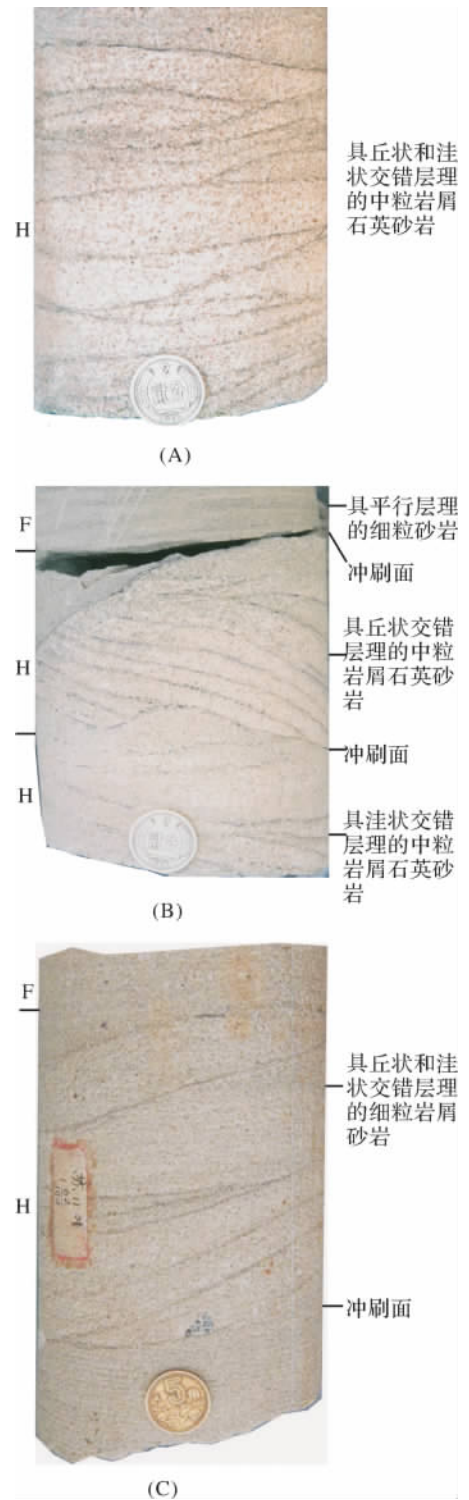 具丘状和洼
状交错层理
的中粒岩屑
石英砂岩
H
(A)
F
具平行层理
的细粒砂岩
冲刷面
H
具丘状交错
层理的中粒
岩屑石英砂
岩
冲刷面
H
具洼状交错
层理的中粒
岩屑石英砂
岩
(B)
F
具丘状和洼
状交错层理
的细粒岩屑
砂岩
H
冲刷面
5
(C)